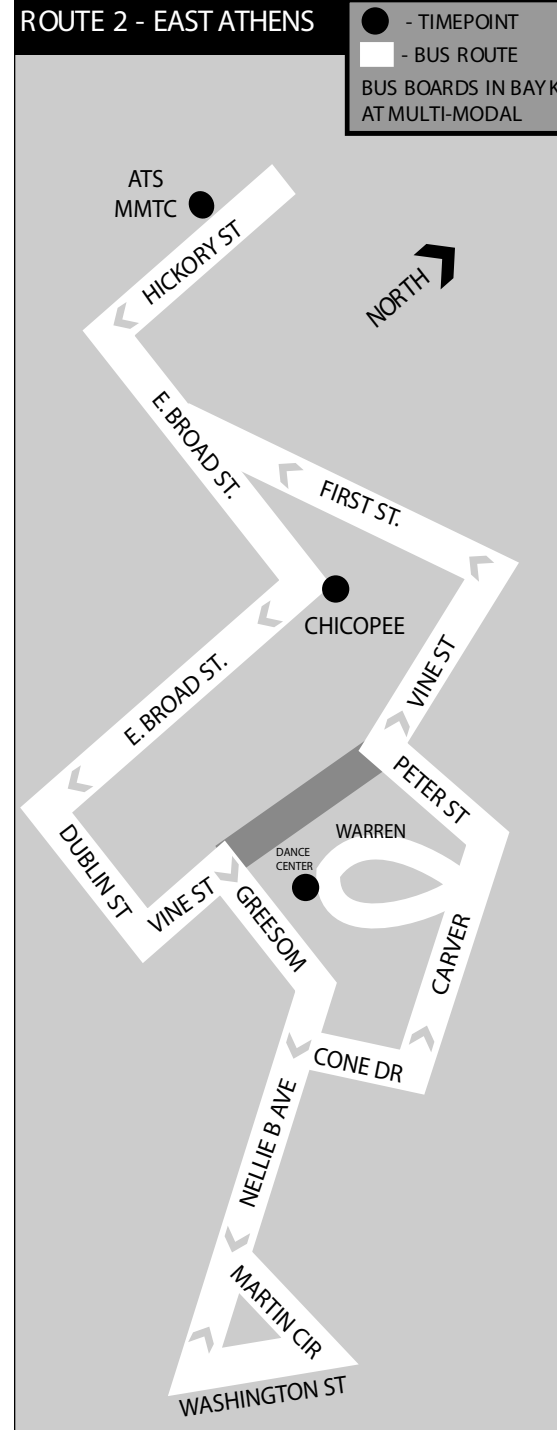 ROUTE 2 - EAST ATHENS
- TIMEPOINT
- BUS ROUTE
BUS BOARDS IN BAY K
AT MULTI-MODAL
ATS
MMTC
HICKORY ST
NORTH
E. BROAD ST.
FIRST ST.
CHICOPEE
VINE ST
E. BROAD ST.
PETER ST
WARREN
DANCE
CENTER
DUBLIN ST
VINE ST
GREESOM
CARVER
CONE DR
NELLIE B AVE
MARTIN CIR
WASHINGTON ST